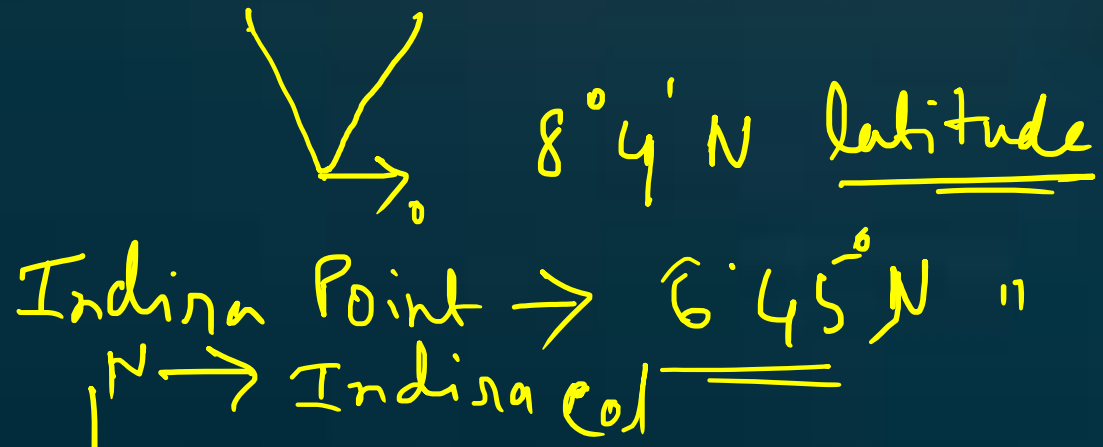 8°4' N latitude
Indira Point → 6°45° N "
N → Indira Col